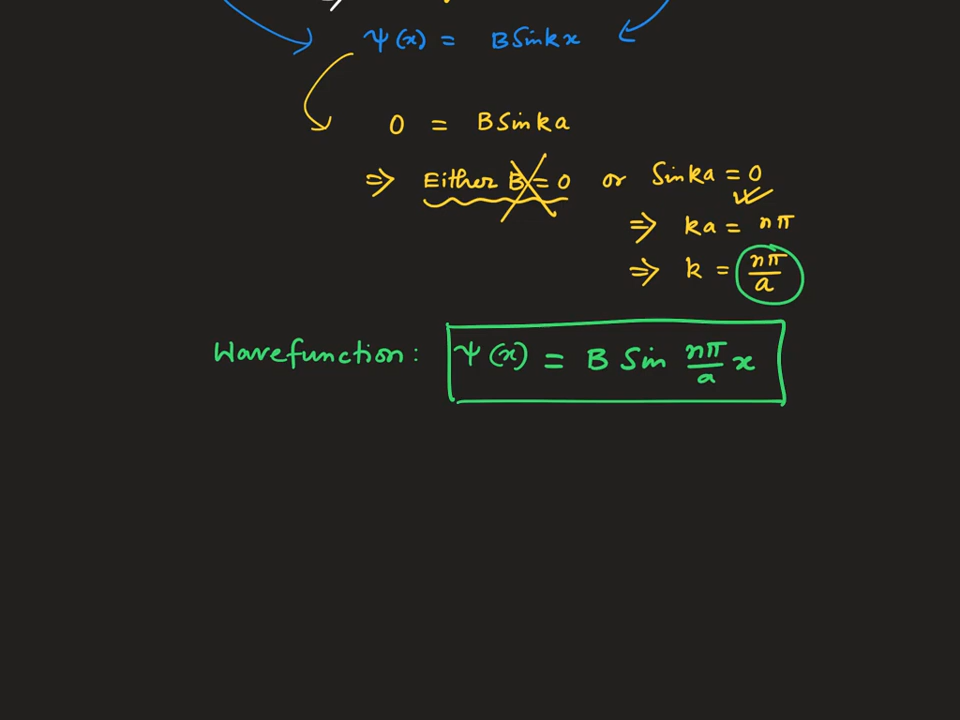 ψ(x) = B Sin kx
0 = B Sin ka
⇒ Either B = 0 or Sin ka = 0
⇒ ka = nπ
⇒ k = nπ/a
Wavefunction: ψ(x) = B Sin nπ/a x